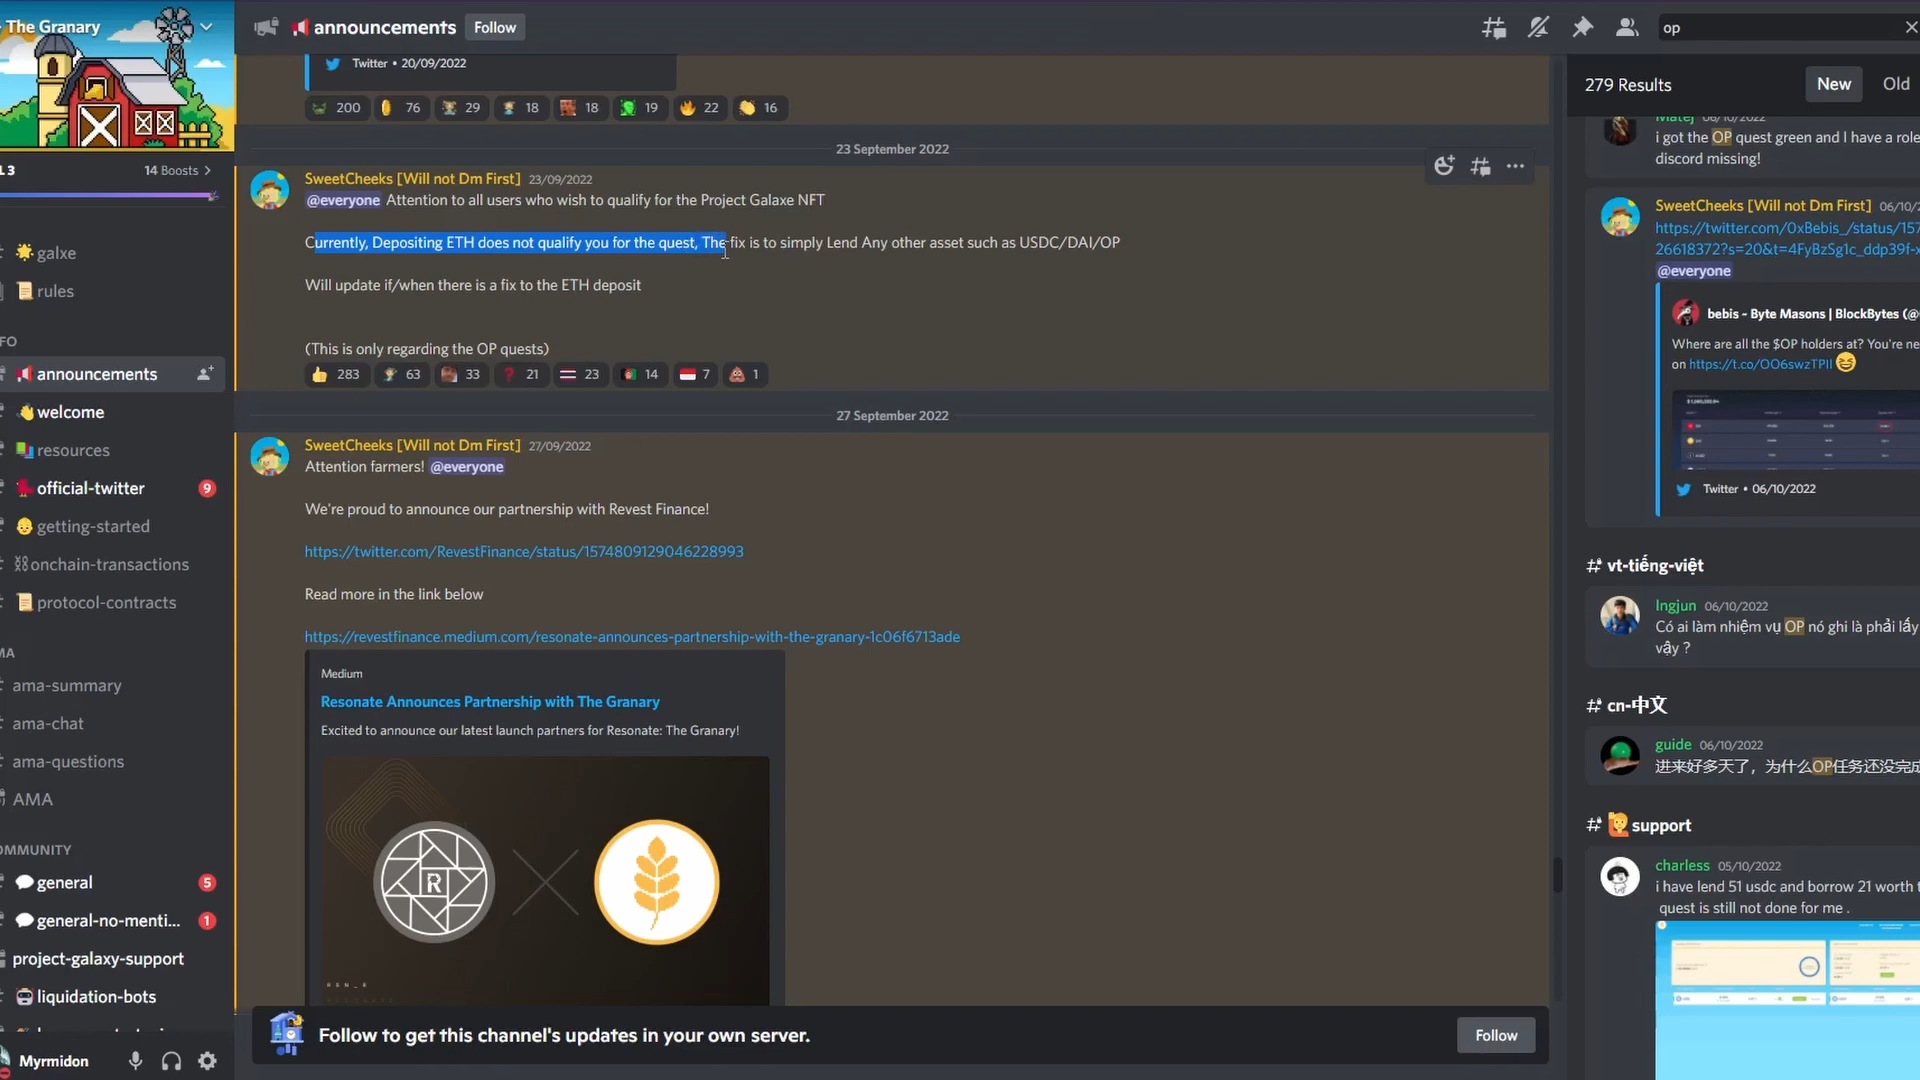 The Granary
L 3
14 Boosts
galxe
rules
FO
announcements
welcome
resources
official-twitter
9
getting-started
onchain-transactions
protocol-contracts
MA
ama-summary
ama-chat
ama-questions
AMA
OMMUNITY
general
5
general-no-menti...
1
project-galaxy-support
liquidation-bots
Myrmidon
announcements
Follow
op
Twitter • 20/09/2022
200 76 29 18 18 19 22 16
23 September 2022
SweetCheeks [Will not Dm First] 23/09/2022
@everyone Attention to all users who wish to qualify for the Project Galaxe NFT
Currently, Depositing ETH does not qualify you for the quest, The fix is to simply Lend Any other asset such as USDC/DAI/OP
Will update if/when there is a fix to the ETH deposit
(This is only regarding the OP quests)
283 63 33 21 23 14 7 1
27 September 2022
SweetCheeks [Will not Dm First] 27/09/2022
Attention farmers! @everyone
We're proud to announce our partnership with Revest Finance!
https://twitter.com/RevestFinance/status/1574809129046228993
Read more in the link below
https://revestfinance.medium.com/resonate-announces-partnership-with-the-granary-1c06f6713ade
Medium
Resonate Announces Partnership with The Granary
Excited to announce our latest launch partners for Resonate: The Granary!
R
Follow to get this channel's updates in your own server.
Follow
279 Results
New
Old
Matej 06/10/2022
i got the OP quest green and I have a role
discord missing!
SweetCheeks [Will not Dm First] 06/10/2
https://twitter.com/0xBebis_/status/157
26618372?s=20&t=4FyBzSg1c_ddp39f-x
@everyone
bebis - Byte Masons | BlockBytes (@
Where are all the $OP holders at? You're ne
on https://t.co/OO6swzTPIl
Twitter • 06/10/2022
vt-tiếng-việt
Ingjun 06/10/2022
Có ai làm nhiệm vụ OP nó ghi là phải lấy
vậy ?
cn-中文
guide 06/10/2022
进来好多天了，为什么OP任务还没完成
support
charless 05/10/2022
i have lend 51 usdc and borrow 21 worth t
quest is still not done for me .